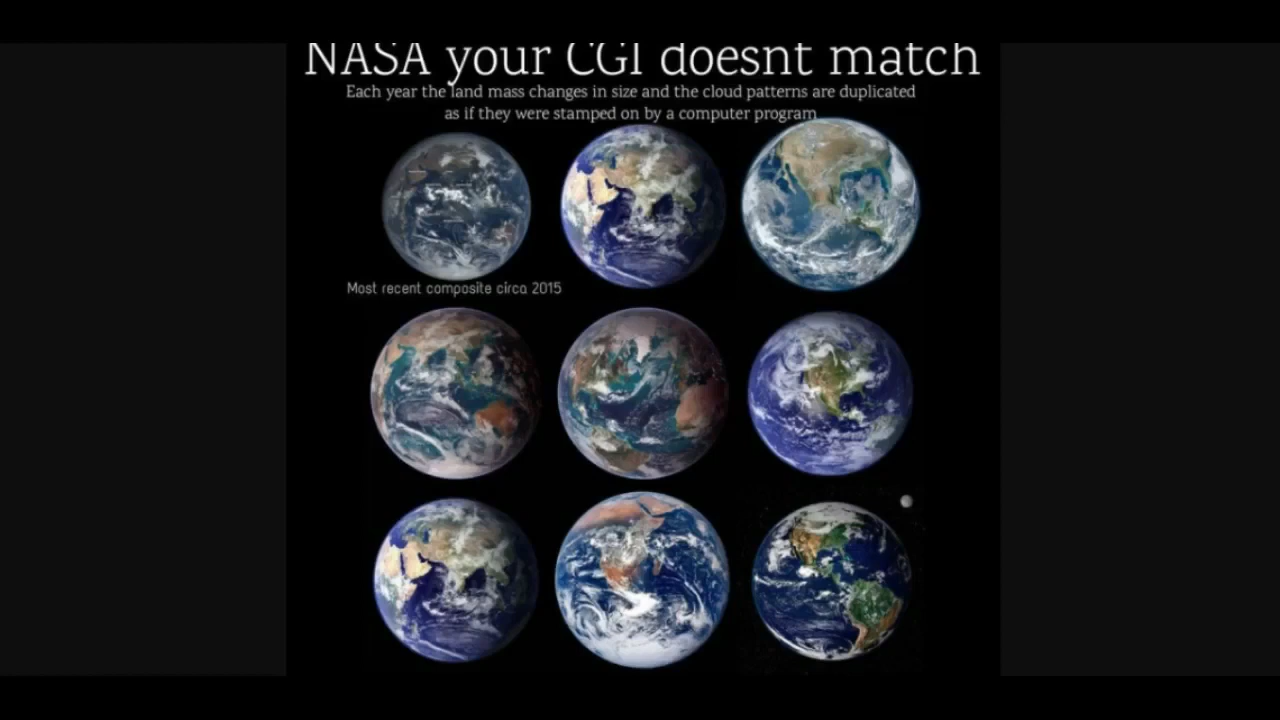 NASA your CGI doesnt match
Each year the land mass changes in size and the cloud patterns are duplicated
as if they were stamped on by a computer program
Most recent composite circa 2015